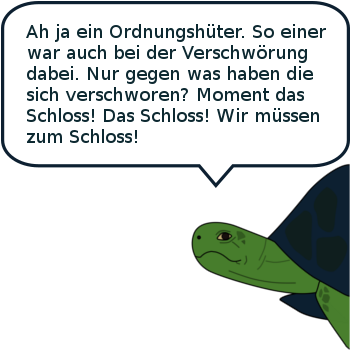 Ah ja ein Ordnungshüter. So einer
war auch bei der Verschwörung
dabei. Nur gegen was haben die
sich verschworen? Moment das
Schloss! Das Schloss! Wir müssen
zum Schloss!